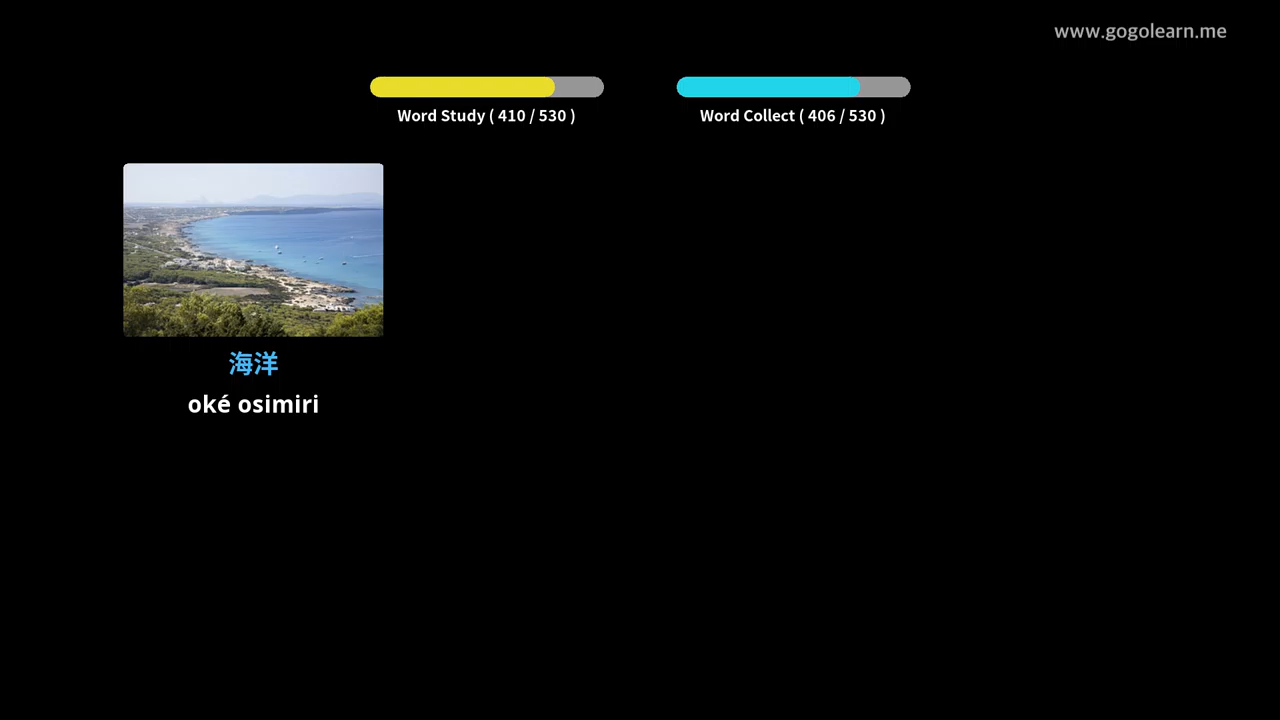 www.gogolearn.me
Word Study ( 410 / 530 )
Word Collect ( 406 / 530 )
海洋
oké osimiri